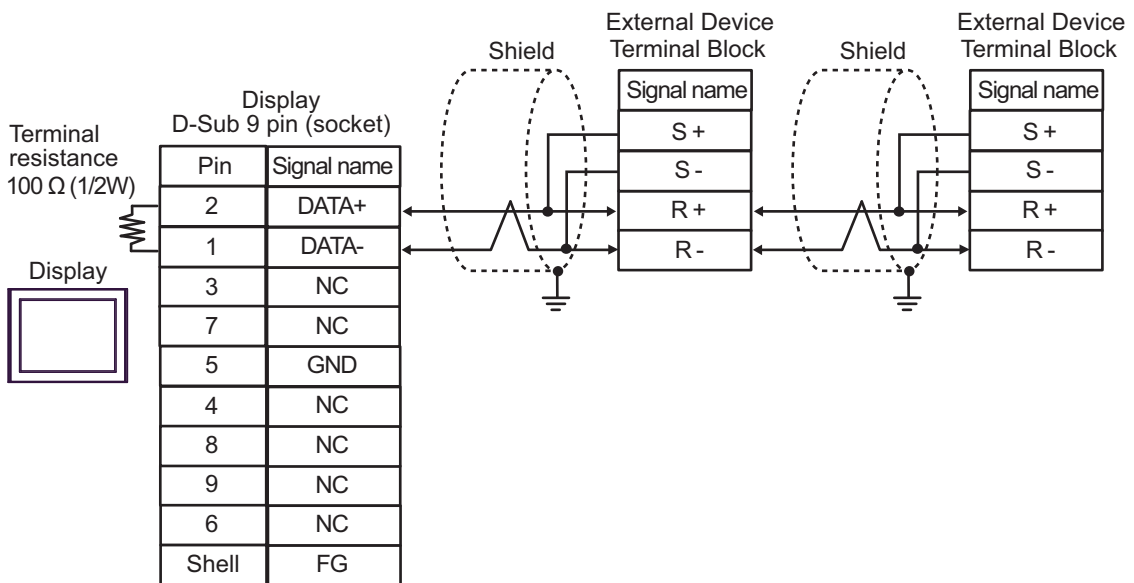 Terminal
resistance
100 Ω (1/2W)
Display
Display
D-Sub 9 pin (socket)
Pin Signal name
2 DATA+
1 DATA-
3 NC
7 NC
5 GND
4 NC
8 NC
9 NC
6 NC
Shell FG
Shield
External Device
Terminal Block
Signal name
S +
S -
R +
R -
Shield
External Device
Terminal Block
Signal name
S +
S -
R +
R -